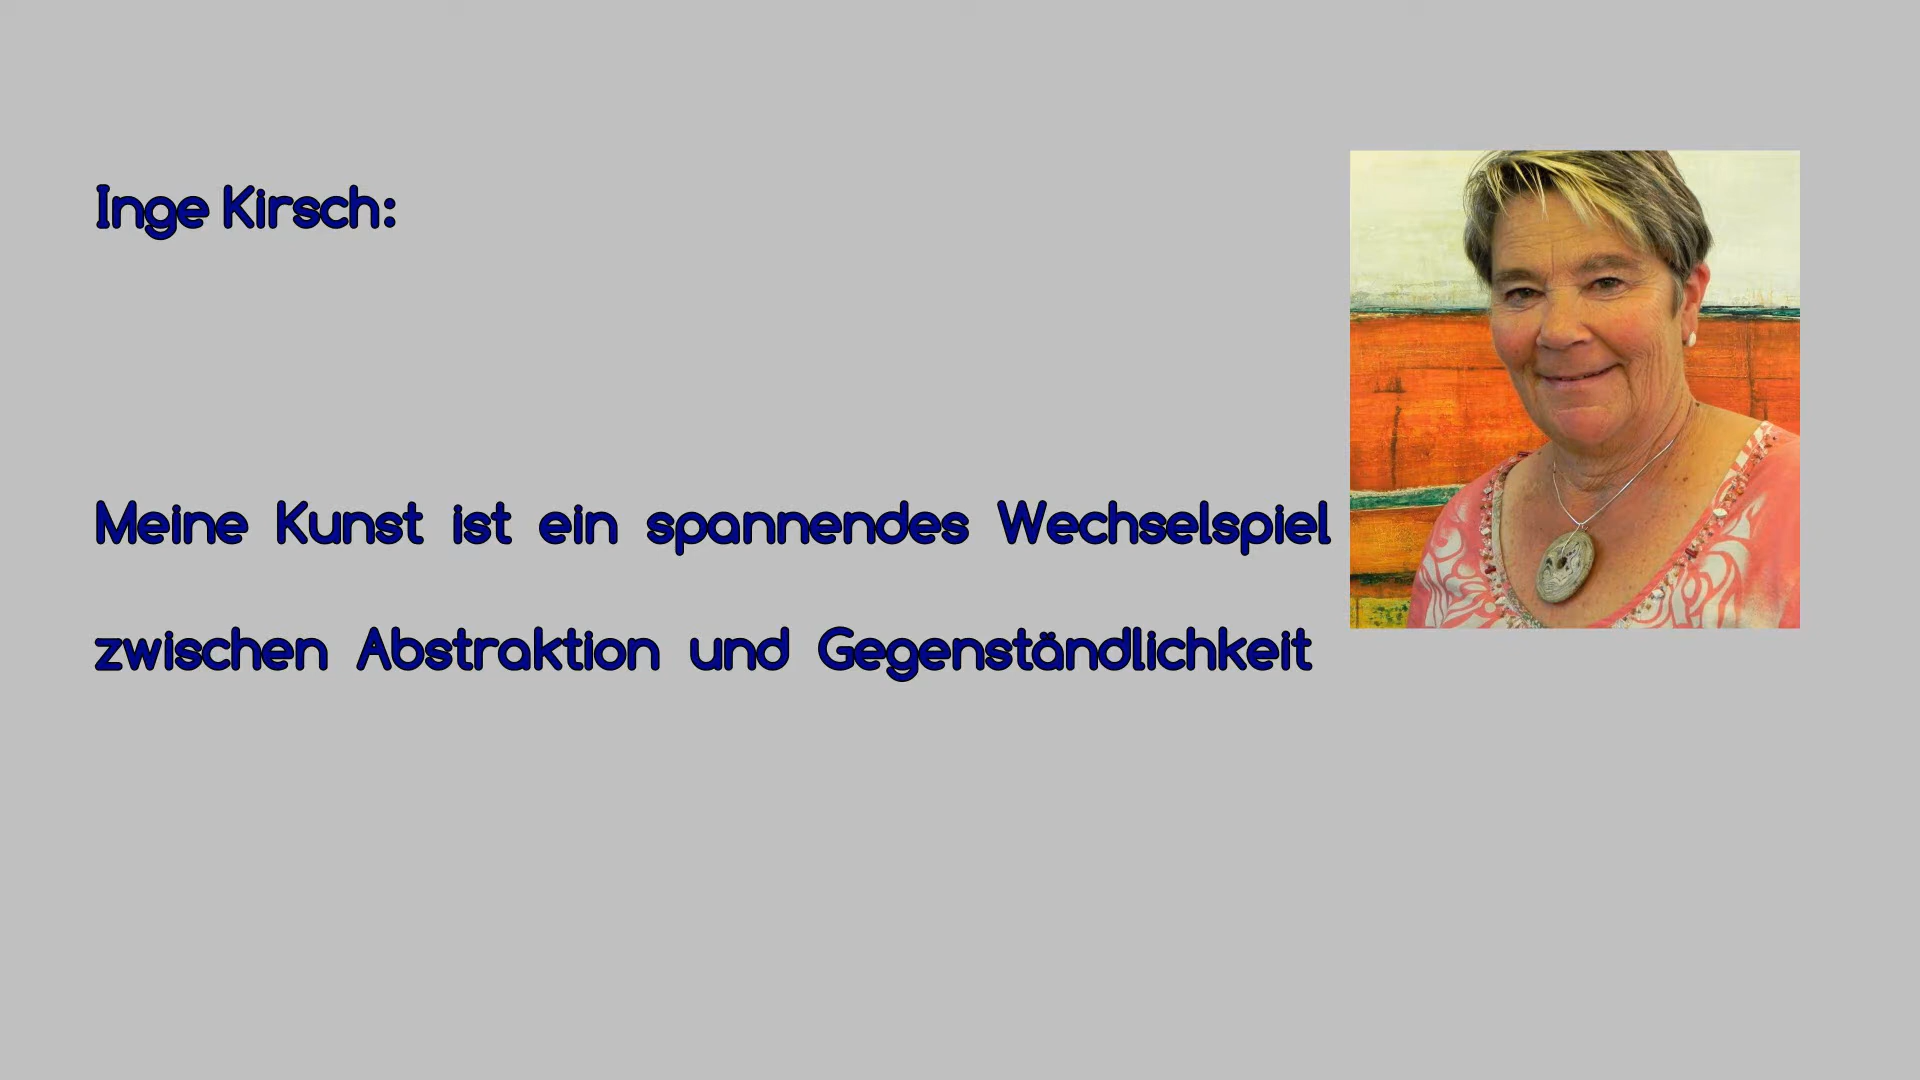 Inge Kirsch:
Meine Kunst ist ein spannendes Wechselspiel
zwischen Abstraktion und Gegenständlichkeit